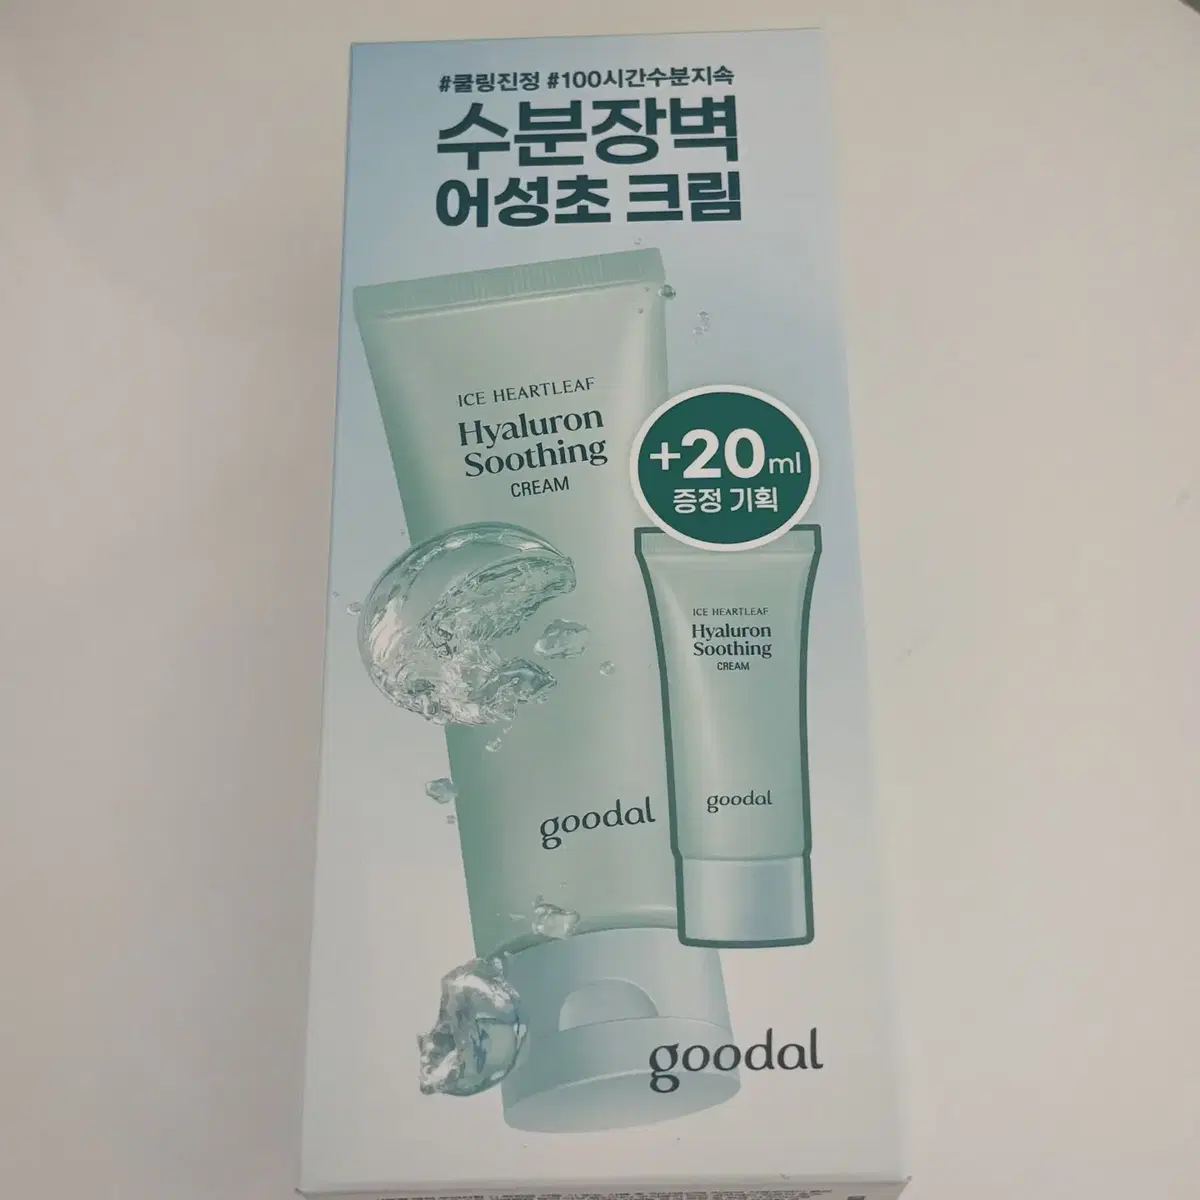 #쿨링진정 #100시간수분지속
수분장벽
어성초 크림
ICE HEARTLEAF
Hyaluron
Soothing
CREAM
+20ml
증정 기획
ICE HEARTLEAF
Hyaluron
Soothing
CREAM
goodal
goodal
goodal